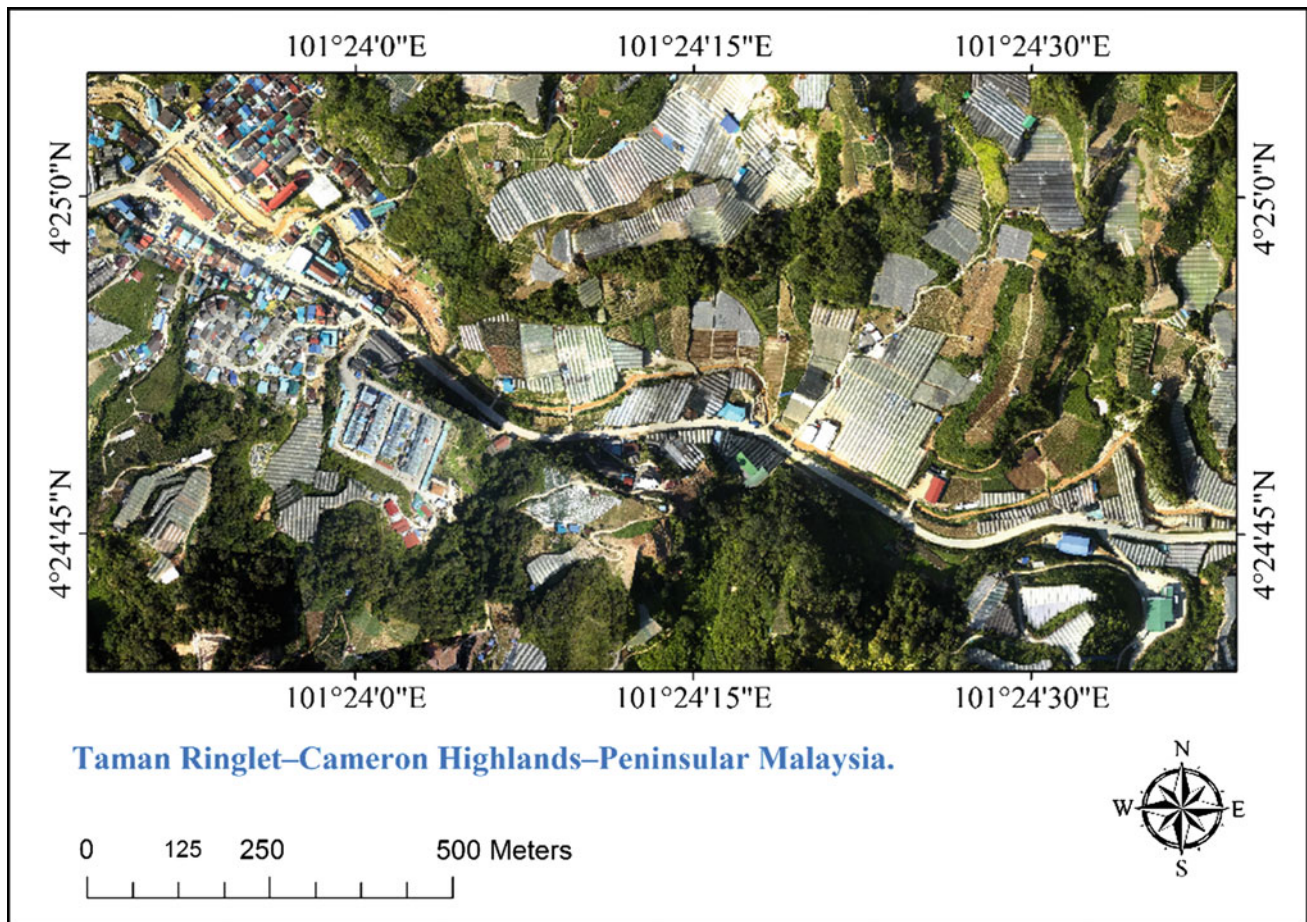 101°24'0"E 101°24'15"E 101°24'30"E
4°25'0"N 4°25'0"N
4°24'45"N 4°24'45"N
101°24'0"E 101°24'15"E 101°24'30"E
Taman Ringlet–Cameron Highlands–Peninsular Malaysia.
N
W E
S
0 125 250 500 Meters